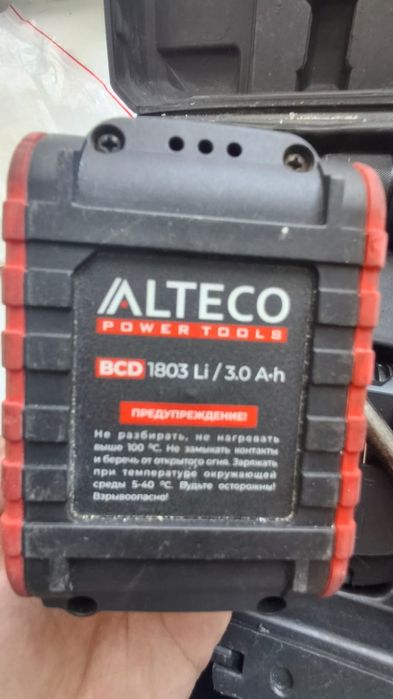 ALTECO
POWER TOOLS
BCD 1803 Li / 3.0 A·h
ПРЕДУПРЕЖДЕНИЕ!
Не разбирать, не нагревать
выше 100 °C. Не замыкать контакты
и беречь от открытого огня. Заряжать
при температуре окружающей
среды 5-40 °C. Будьте осторожны!
Взрывоопасно!